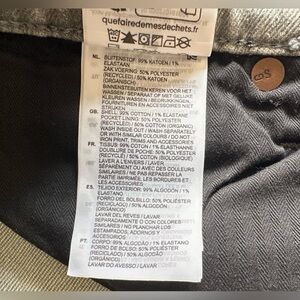 quefairedemesdechets.fr
NL. BUITENSTOF: 99% KATOEN / 1%
ELASTAAN
ZAKVOERING: 50% POLYESTER
(RECYCLED) / 50% KATOEN
(ORGANISCH)
BINNENSTEBUITEN KEREN VOOR HET
WASSEN / SEPARAAT OF MET GELIJKE
KLEUREN WASSEN / BEDRUKKINGEN,
FRUSTSELS EN ACCESSOIRES NIET
STRIJKEN
GB. SHELL: 99% COTTON / 1% ELASTANE
POCKET LINING: 50% POLYESTER
(RECYCLED) / 50% COTTON (ORGANIC)
WASH INSIDE OUT / WASH SEPARATELY
OR WITH SIMILAR COLOURS / DO NOT
IRON PRINT, TAPES AND ACCESSORIES
FR. TISSUS: 99% COTON / 1% ELASTHANNE
DOUBLURE DE POCHE: 50% POLYESTER
(RECYCLÉ) / 50% COTON (BIOLOGIQUE)
LAVER À L'ENVERS / LAVER
SÉPARÉMENT OU AVEC DES COULEURS
SIMILAIRES / NE PAS REPASSER LA
PARTIE IMPRIMÉE, LES BORDURES ET
LES ACCESSOIRES
ES. TEJIDO EXTERIOR: 99% ALGODÓN / 1%
ELASTANO
FORRO DEL BOLSILLO: 50% POLIÉSTER
(RECICLADO) / 50% ALGODÓN
(ORGÁNICO)
LAVAR DEL REVÉS / LAVAR
SEPARADAMENTE O CON COLORES
SIMILARES / NO PLANCHAR LOS
ESTAMPADOS, ADORNOS Y
ACCESORIOS
PT. CORPO: 99% ALGODÃO / 1% ELASTANO
FORRO DE BOLSO: 50% POLIÉSTER
(RECICLADO) / 50% ALGODÃO
(ORGÂNICO)
LAVAR DO AVESSO / LAVAR